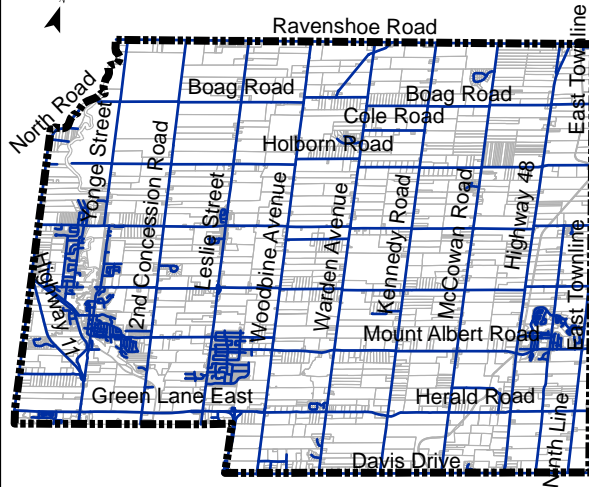 Ravenshoe Road
East Townline
North Road
Boag Road
Boag Road
Cole Road
Holborn Road
Yonge Street
2nd Concession Road
Leslie Street
Woodbine Avenue
Warden Avenue
Kennedy Road
McCowan Road
Highway 48
East Townline
Highway 11
Mount Albert Road
Green Lane East
Herald Road
Ninth Line
Davis Drive